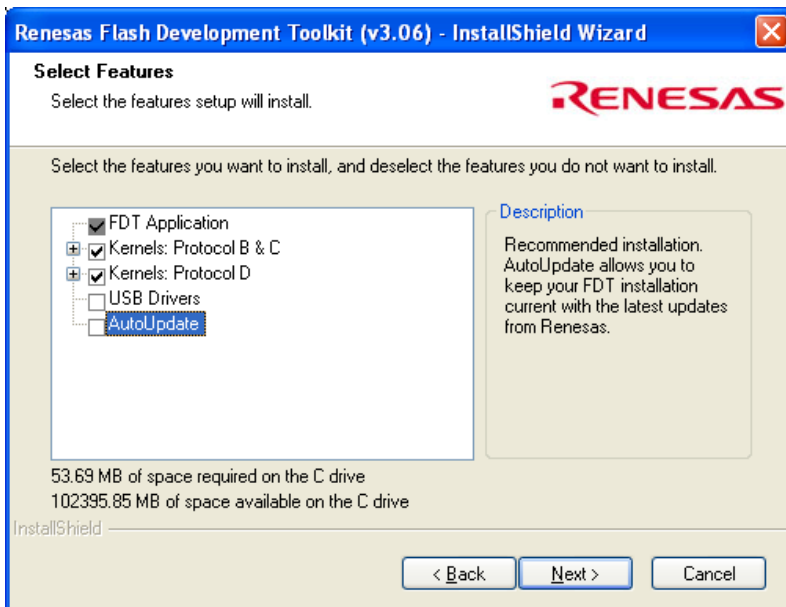 Renesas Flash Development Toolkit (v3.06) - InstallShield Wizard
Select Features
Select the features setup will install.
RENESAS
Select the features you want to install, and deselect the features you do not want to install.
FDT Application
Kernels: Protocol B & C
Kernels: Protocol D
USB Drivers
AutoUpdate
Description
Recommended installation.
AutoUpdate allows you to
keep your FDT installation
current with the latest updates
from Renesas.
53.69 MB of space required on the C drive
102395.85 MB of space available on the C drive
InstallShield
< Back
Next >
Cancel